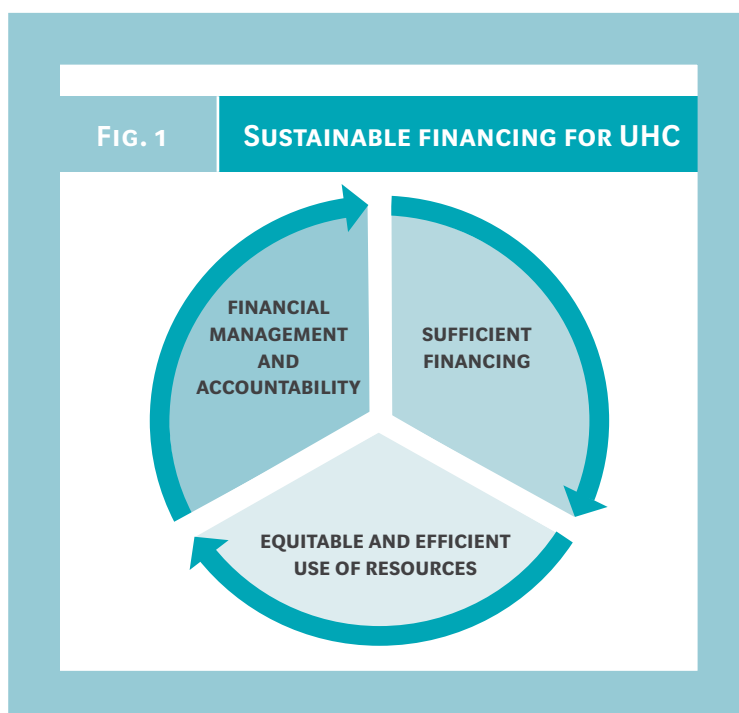 FIG. 1
SUSTAINABLE FINANCING FOR UHC
FINANCIAL
MANAGEMENT
AND
ACCOUNTABILITY
SUFFICIENT
FINANCING
EQUITABLE AND EFFICIENT
USE OF RESOURCES